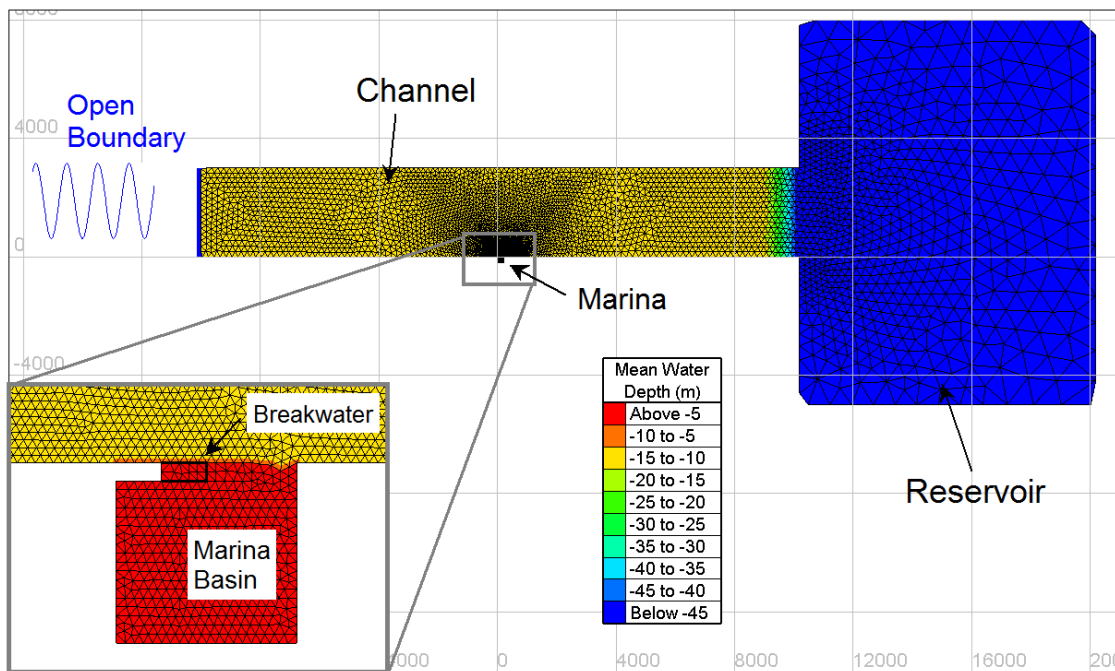 4000
0
-4000
Open
Boundary
Channel
Marina
Breakwater
Marina
Basin
Reservoir
Mean Water
Depth (m)
Above -5
-10 to -5
-15 to -10
-20 to -15
-25 to -20
-30 to -25
-35 to -30
-40 to -35
-45 to -40
Below -45
0
4000
8000
12000
16000